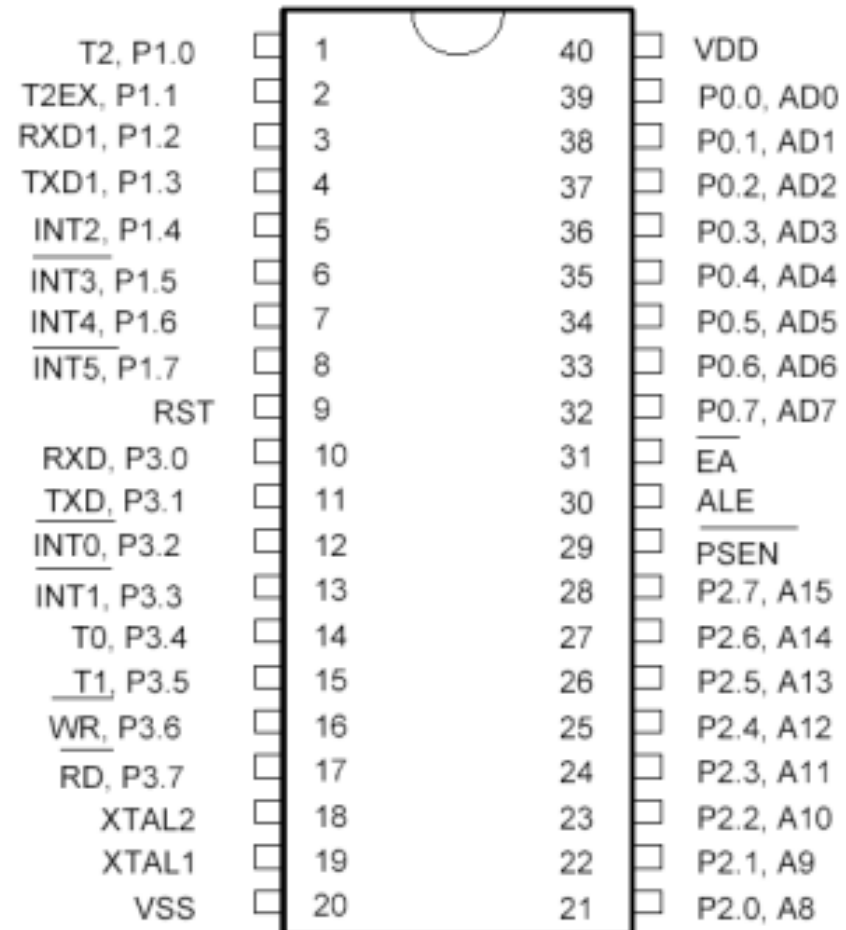 T2, P1.0 1 40 VDD
T2EX, P1.1 2 39 P0.0, AD0
RXD1, P1.2 3 38 P0.1, AD1
TXD1, P1.3 4 37 P0.2, AD2
INT2, P1.4 5 36 P0.3, AD3
INT3, P1.5 6 35 P0.4, AD4
INT4, P1.6 7 34 P0.5, AD5
INT5, P1.7 8 33 P0.6, AD6
RST 9 32 P0.7, AD7
RXD, P3.0 10 31 EA
TXD, P3.1 11 30 ALE
INT0, P3.2 12 29 PSEN
INT1, P3.3 13 28 P2.7, A15
T0, P3.4 14 27 P2.6, A14
T1, P3.5 15 26 P2.5, A13
WR, P3.6 16 25 P2.4, A12
RD, P3.7 17 24 P2.3, A11
XTAL2 18 23 P2.2, A10
XTAL1 19 22 P2.1, A9
VSS 20 21 P2.0, A8